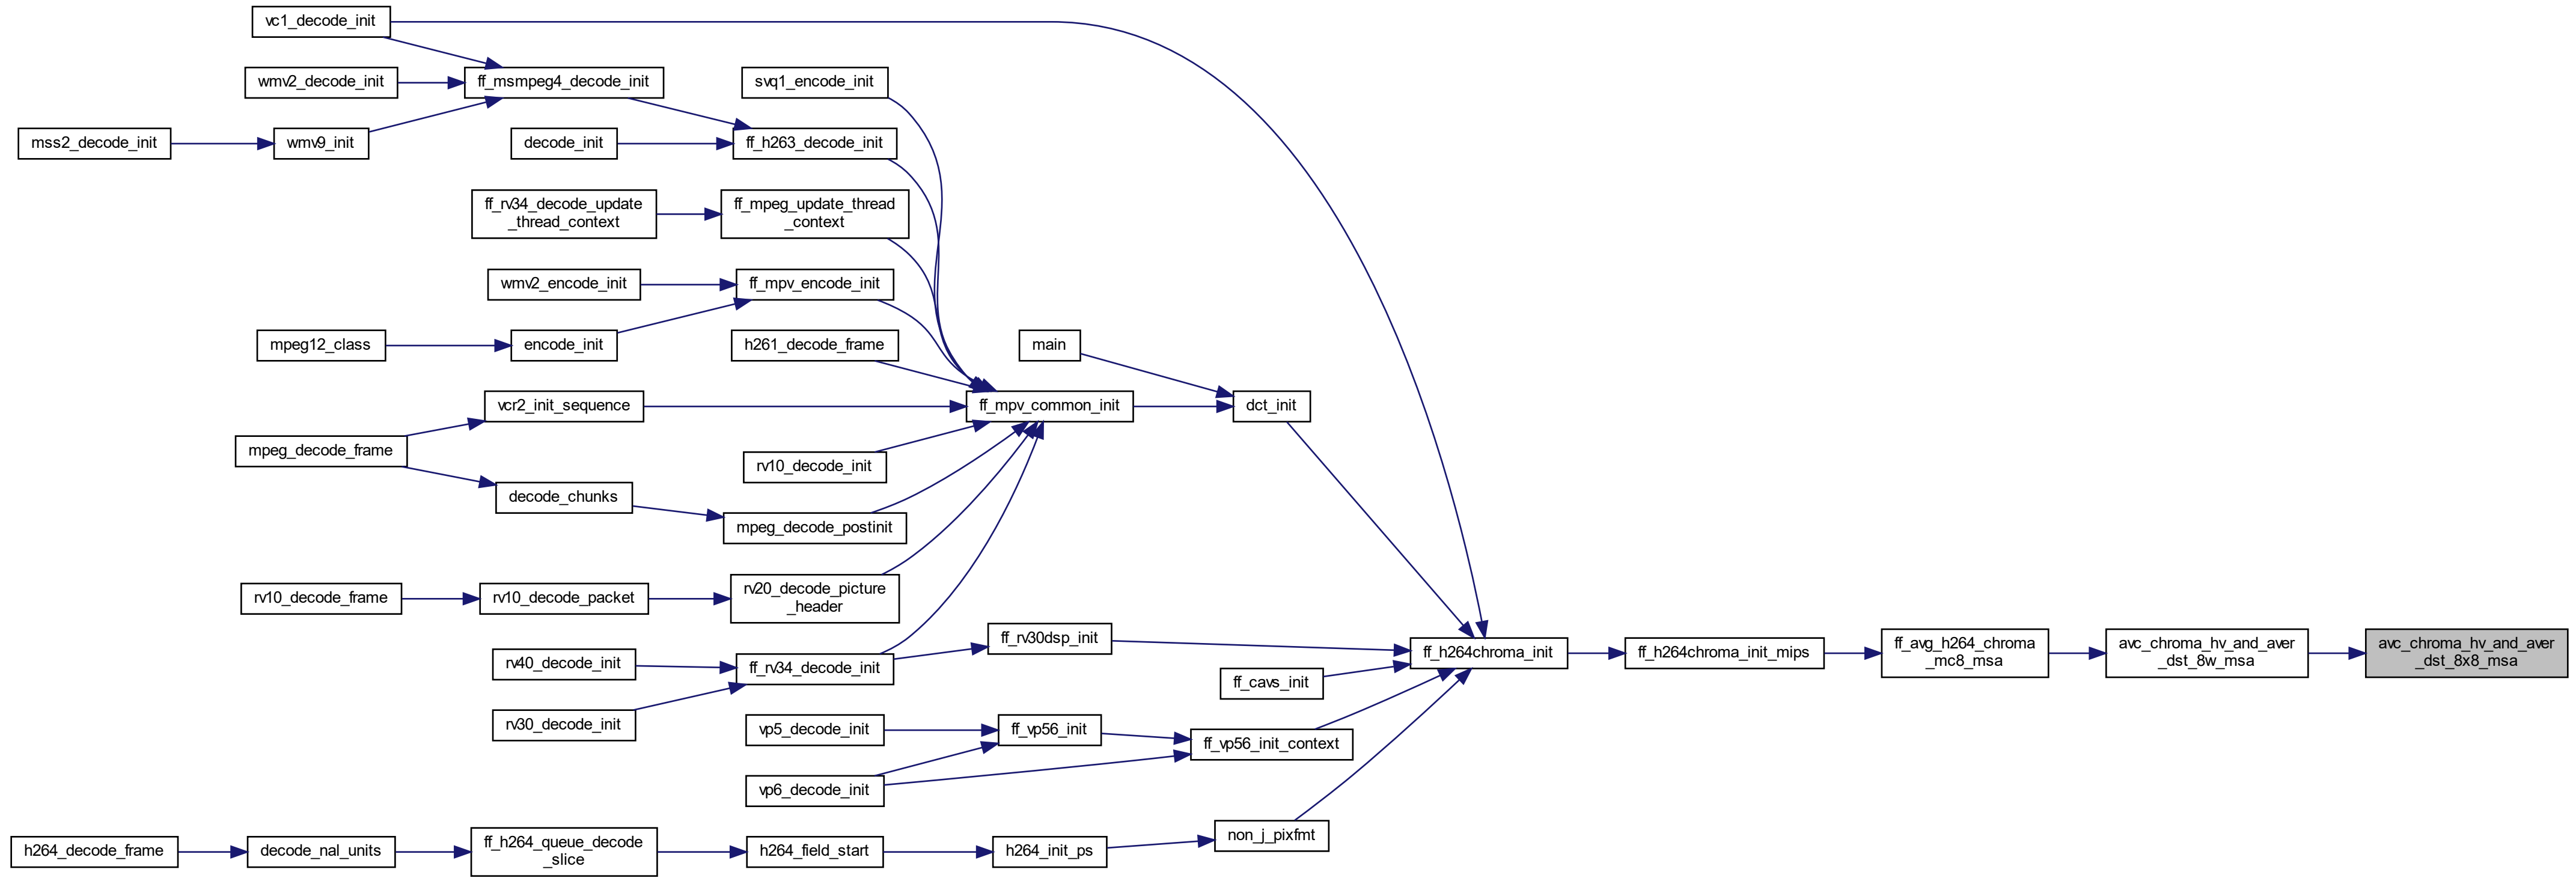 vc1_decode_init
wmv2_decode_init
ff_msmpeg4_decode_init
svq1_encode_init
mss2_decode_init
wmv9_init
decode_init
ff_h263_decode_init
ff_rv34_decode_update
_thread_context
ff_mpeg_update_thread
_context
wmv2_encode_init
ff_mpv_encode_init
mpeg12_class
encode_init
h261_decode_frame
main
vcr2_init_sequence
ff_mpv_common_init
dct_init
mpeg_decode_frame
rv10_decode_init
decode_chunks
mpeg_decode_postinit
rv10_decode_frame
rv10_decode_packet
rv20_decode_picture
_header
ff_rv30dsp_init
rv40_decode_init
ff_rv34_decode_init
ff_cavs_init
ff_h264chroma_init
ff_h264chroma_init_mips
ff_avg_h264_chroma
_mc8_msa
avc_chroma_hv_and_aver
_dst_8w_msa
avc_chroma_hv_and_aver
_dst_8x8_msa
rv30_decode_init
vp5_decode_init
ff_vp56_init
ff_vp56_init_context
vp6_decode_init
non_j_pixfmt
h264_decode_frame
decode_nal_units
ff_h264_queue_decode
_slice
h264_field_start
h264_init_ps